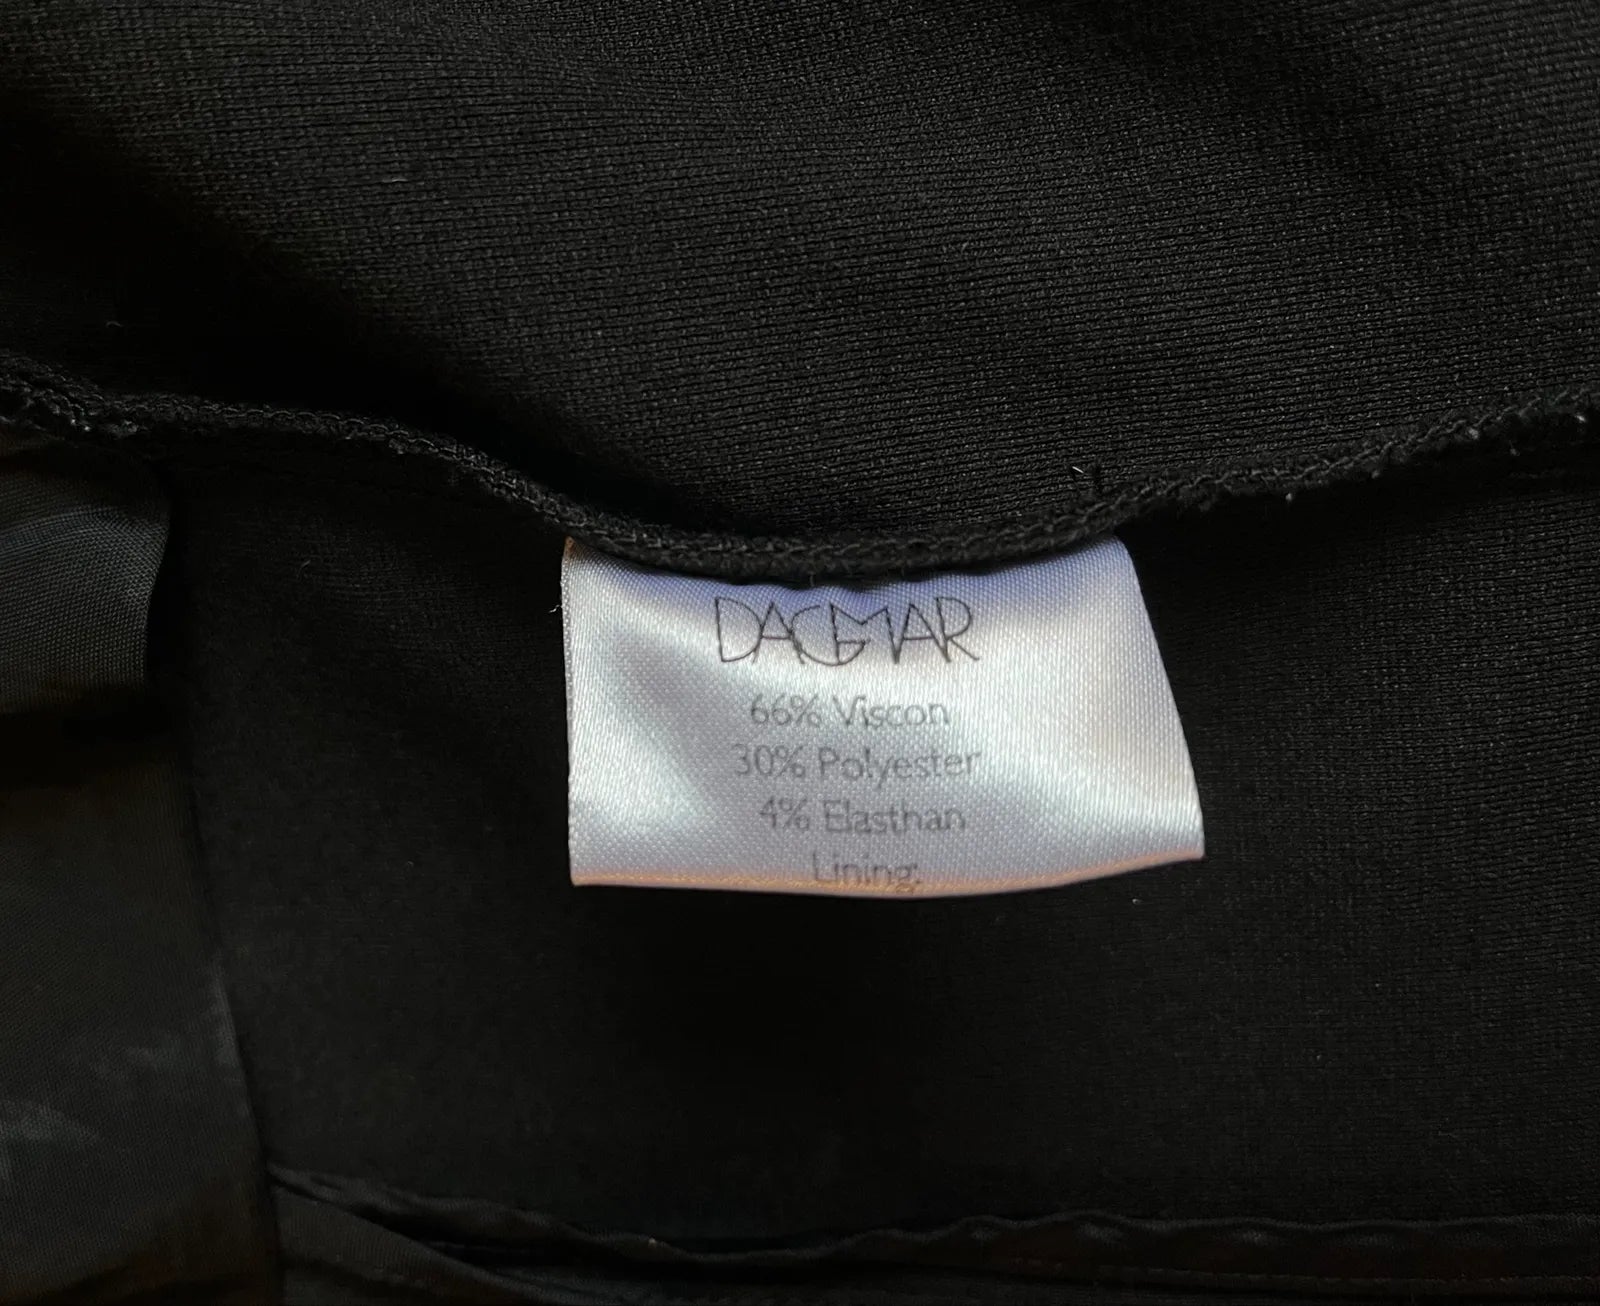 DAGMAR
66% Viscon
30% Polyester
4% Elasthan
Lining: